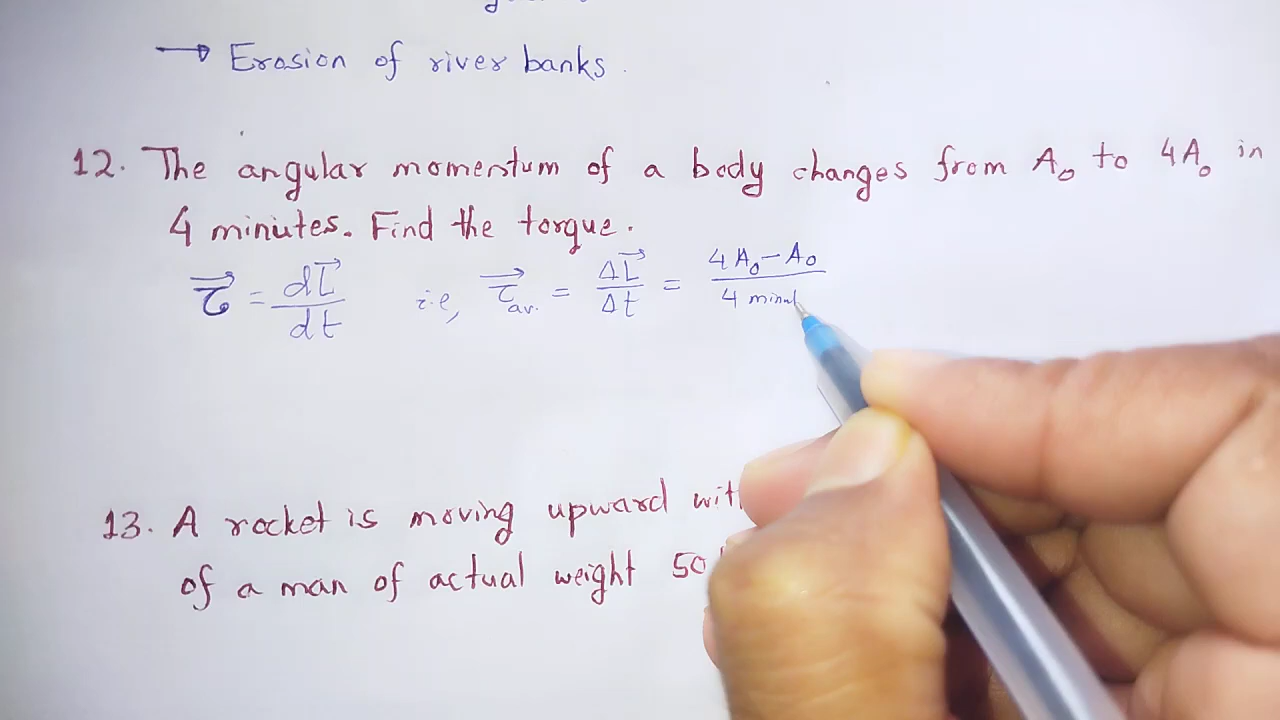 → Erosion of river banks.
12. The angular momentum of a body changes from A₀ to 4A₀ in
4 minutes. Find the torque.
τ⃗ = dL⃗/dt i.e, τ⃗av. = ΔL⃗/Δt = (4A₀-A₀)/(4 minut
13. A rocket is moving upward
of a man of actual weight 50